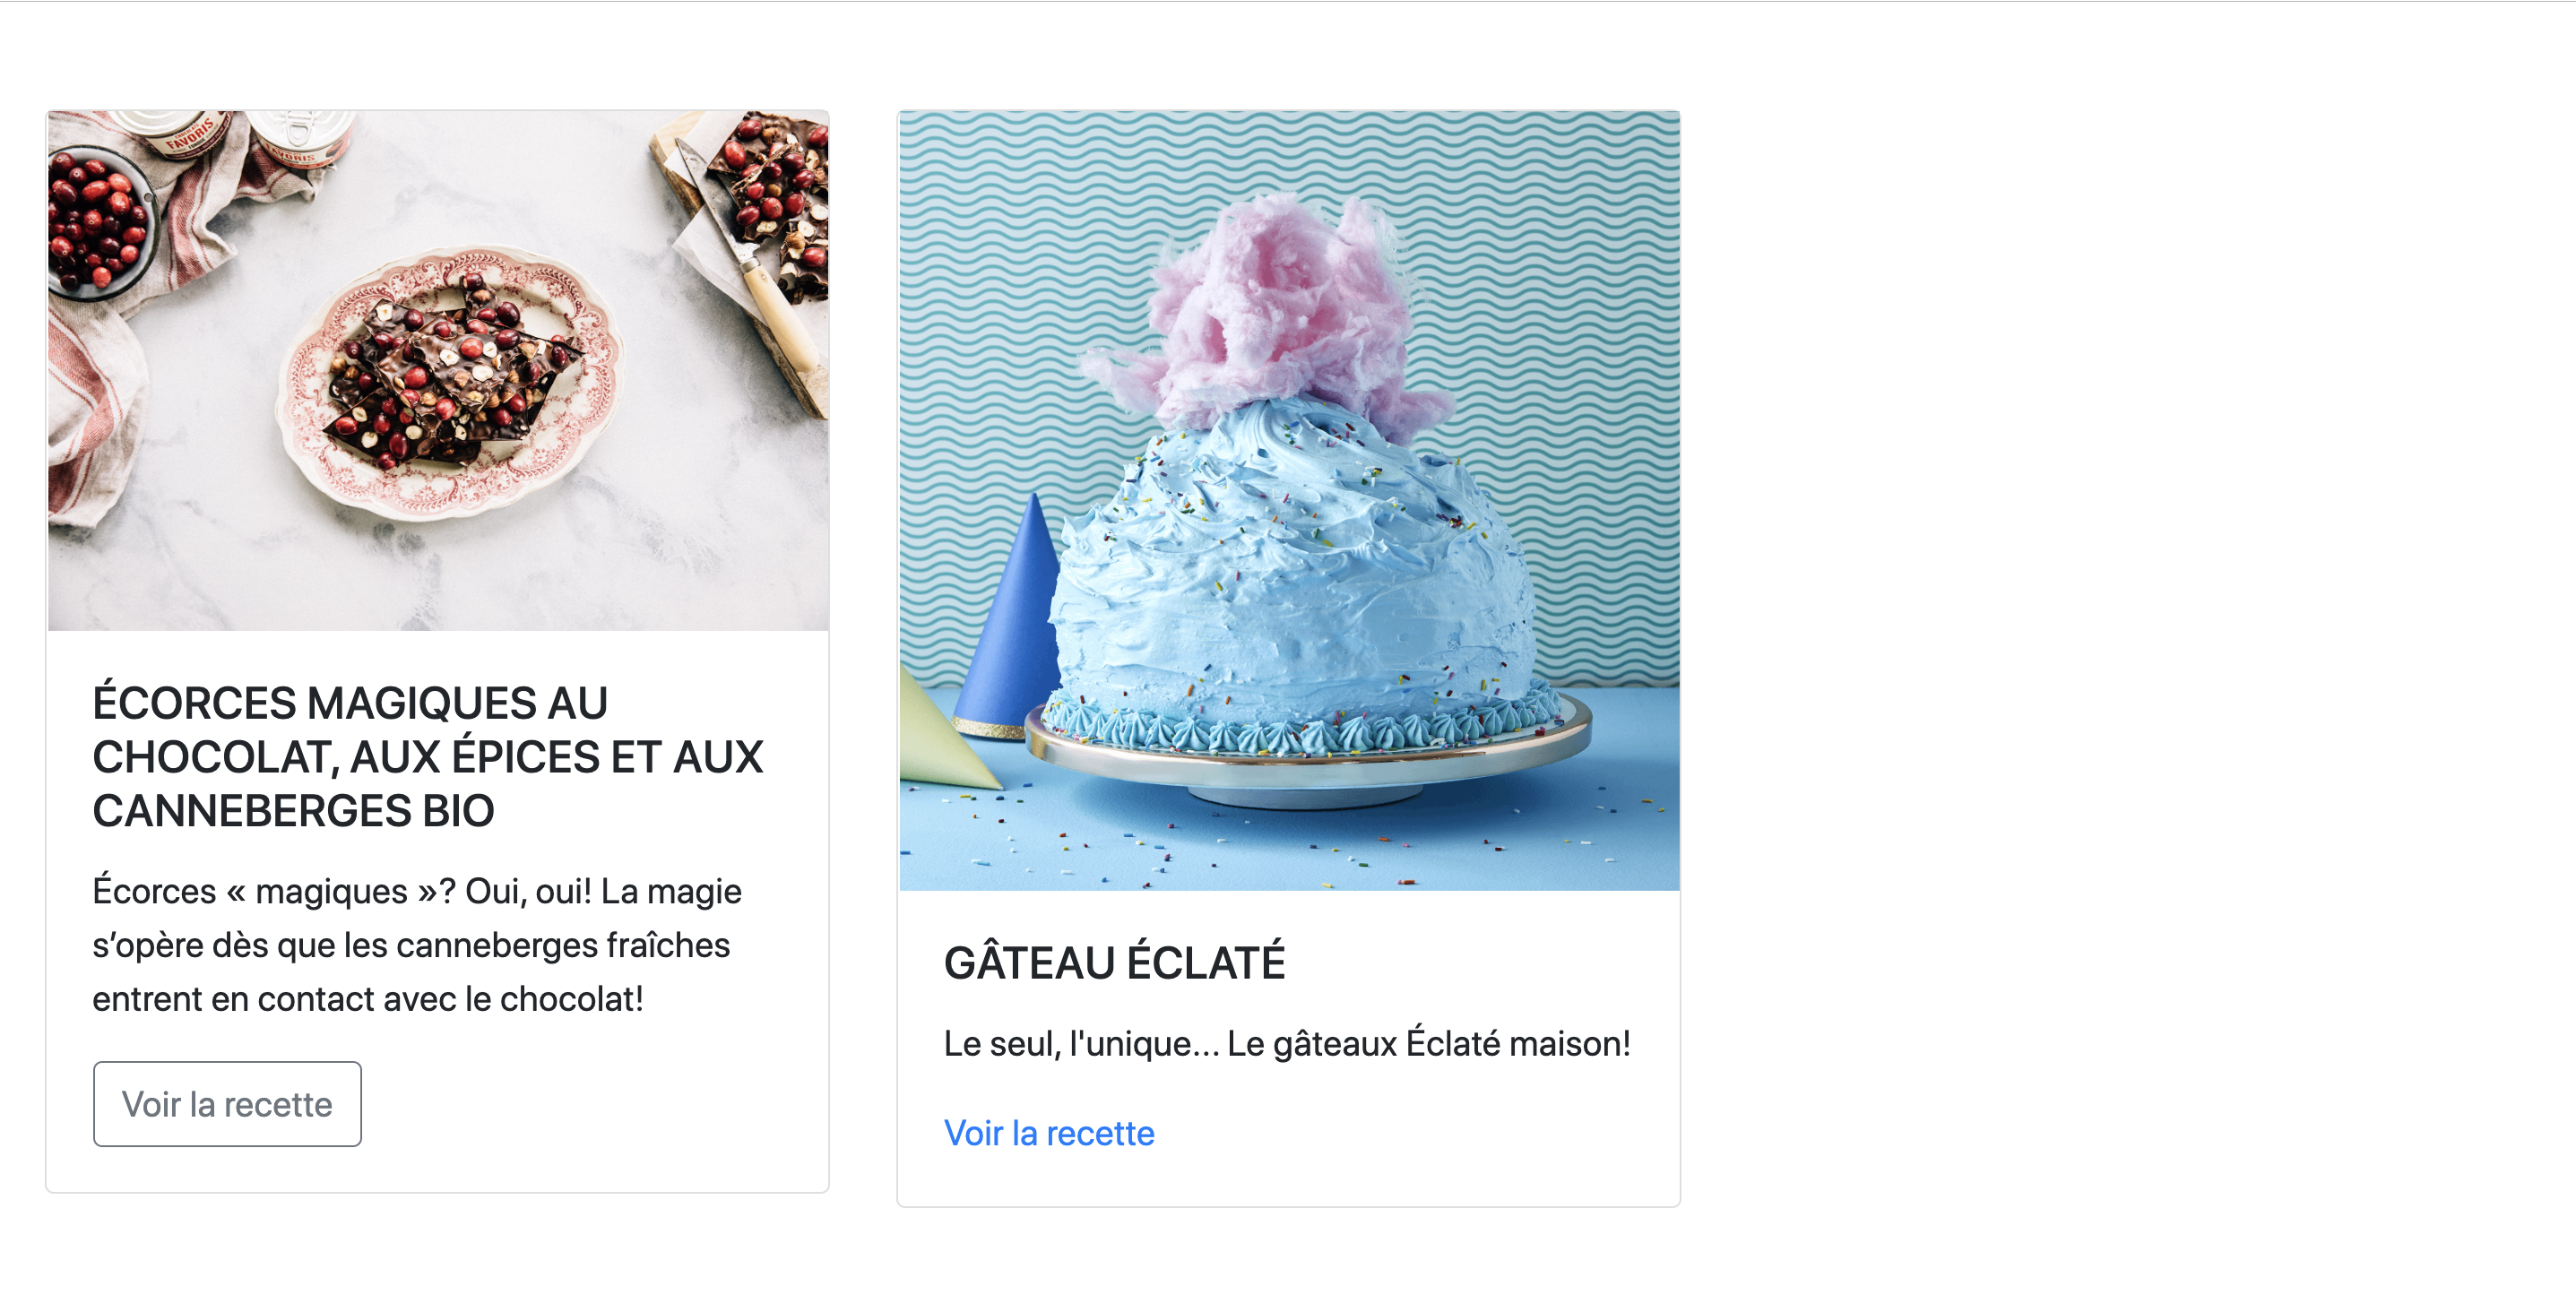 FAVORIS
FAVORIS
ÉCORCES MAGIQUES AU
CHOCOLAT, AUX ÉPICES ET AUX
CANNEBERGES BIO
Écorces « magiques »? Oui, oui! La magie
s’opère dès que les canneberges fraîches
entrent en contact avec le chocolat!
Voir la recette
GÂTEAU ÉCLATÉ
Le seul, l'unique... Le gâteaux Éclaté maison!
Voir la recette